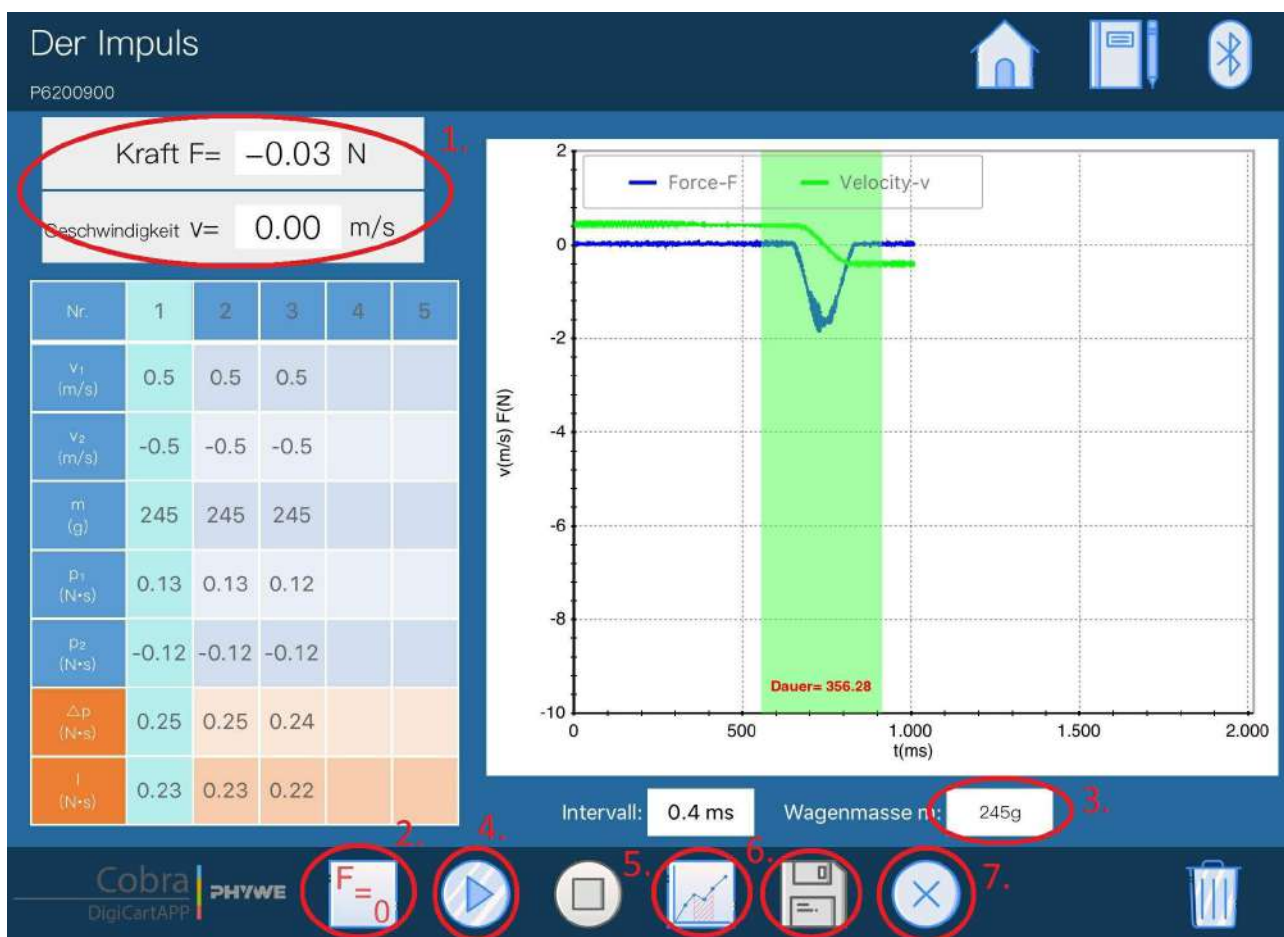 Der Impuls
P6200900
Kraft F= -0.03 N
Geschwindigkeit v= 0.00 m/s
1.
Nr. 1 2 3 4 5
v₁ (m/s) 0.5 0.5 0.5
v₂ (m/s) -0.5 -0.5 -0.5
m (g) 245 245 245
p₁ (N•s) 0.13 0.13 0.12
p₂ (N•s) -0.12 -0.12 -0.12
△p (N•s) 0.25 0.25 0.24
I (N•s) 0.23 0.23 0.22
Force-F Velocity-v
2
0
-2
-4
-6
-8
-10
v(m/s) F(N)
Dauer= 356.28
0 500 1.000 1.500 2.000
t(ms)
Intervall: 0.4 ms Wagenmasse m: 245g 3.
2. 4. 5. 6. 7.
F=0
Cobra
DigiCartAPP
PHYWE